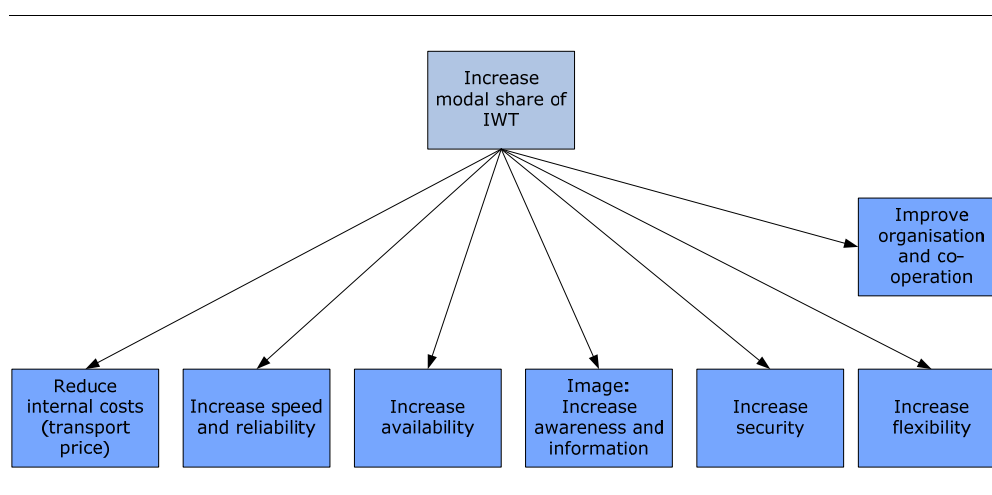 Increase
modal share of
IWT
Improve
organisation
and co-
operation
Reduce
internal costs
(transport
price)
Increase speed
and reliability
Increase
availability
Image:
Increase
awareness and
information
Increase
security
Increase
flexibility